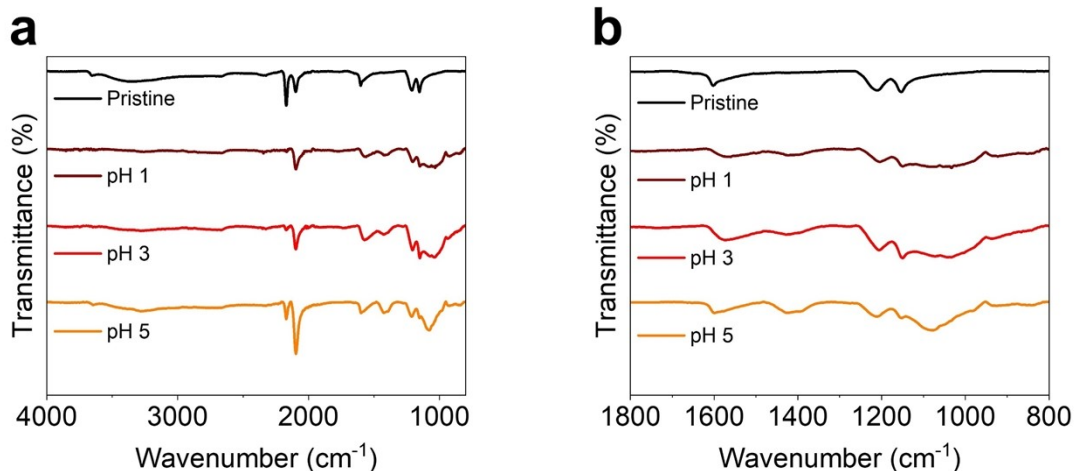 a
Transmittance (%)
Pristine
pH 1
pH 3
pH 5
4000 3000 2000 1000
Wavenumber (cm-1)
b
Transmittance (%)
Pristine
pH 1
pH 3
pH 5
1800 1600 1400 1200 1000 800
Wavenumber (cm-1)